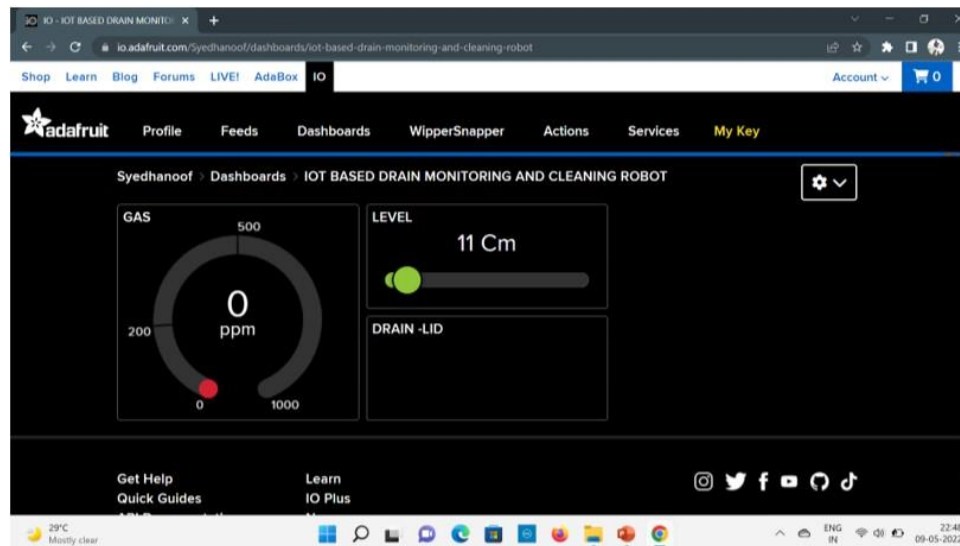 IO - IOT BASED DRAIN MONITO
io.adafruit.com/Syedhanoof/dashboards/iot-based-drain-monitoring-and-cleaning-robot
Shop Learn Blog Forums LIVE! AdaBox IO Account 0
adafruit Profile Feeds Dashboards WipperSnapper Actions Services My Key
Syedhanoof > Dashboards > IOT BASED DRAIN MONITORING AND CLEANING ROBOT
GAS
500
200
0
ppm
0
1000
LEVEL
11 Cm
DRAIN -LID
Get Help Learn
Quick Guides IO Plus
29°C
Mostly clear
ENG
IN
22:48
09-05-2022